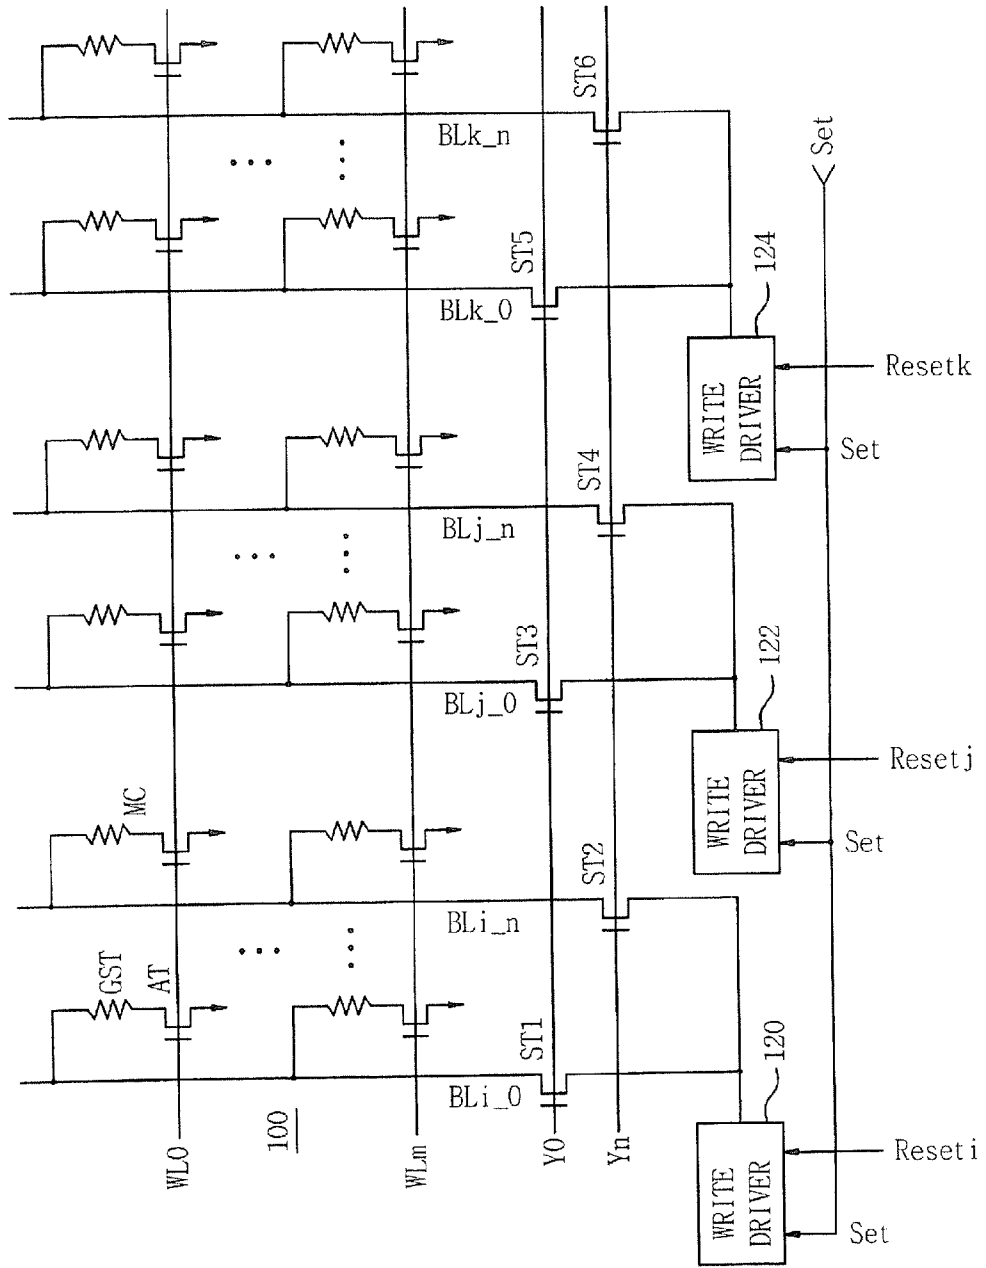 ST6
BLk_n
Set
ST5
BLk_0
124
WRITE
DRIVER
Resetk
Set
ST4
BLj_n
ST3
BLj_0
122
WRITE
DRIVER
Resetj
Set
MC
ST2
BLi_n
GST
AT
ST1
BLi_0
120
WRITE
DRIVER
Reseti
Set
WL0
100
WLm
Y0
Yn